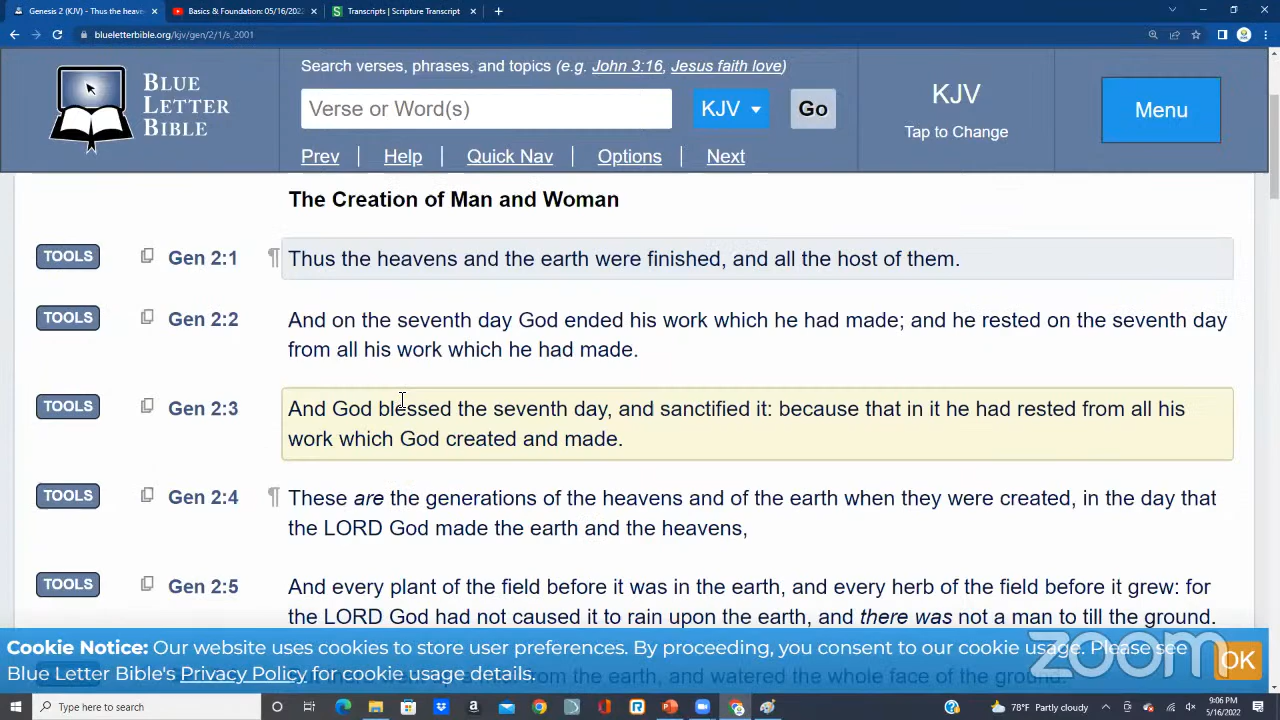 Genesis 2 (KJV) - Thus the heave
Basics & Foundation: 05/16/2022
Transcripts | Scripture Transcript
blueletterbible.org/kjv/gen/2/1/s_2001
BLUE
LETTER
BIBLE
Search verses, phrases, and topics (e.g. John 3:16, Jesus faith love)
Verse or Word(s)
KJV
Go
Prev
Help
Quick Nav
Options
Next
KJV
Tap to Change
Menu
The Creation of Man and Woman
TOOLS Gen 2:1 ¶ Thus the heavens and the earth were finished, and all the host of them.
TOOLS Gen 2:2 And on the seventh day God ended his work which he had made; and he rested on the seventh day
from all his work which he had made.
TOOLS Gen 2:3 And God blessed the seventh day, and sanctified it: because that in it he had rested from all his
work which God created and made.
TOOLS Gen 2:4 ¶ These are the generations of the heavens and of the earth when they were created, in the day that
the LORD God made the earth and the heavens,
TOOLS Gen 2:5 And every plant of the field before it was in the earth, and every herb of the field before it grew: for
the LORD God had not caused it to rain upon the earth, and there was not a man to till the ground.
Cookie Notice: Our website uses cookies to store user preferences. By proceeding, you consent to our cookie usage. Please see
Blue Letter Bible's Privacy Policy for cookie usage details.
OK
from the earth, and watered the whole face of the ground.
zoom
Type here to search
78°F Partly cloudy
9:06 PM
5/16/2022